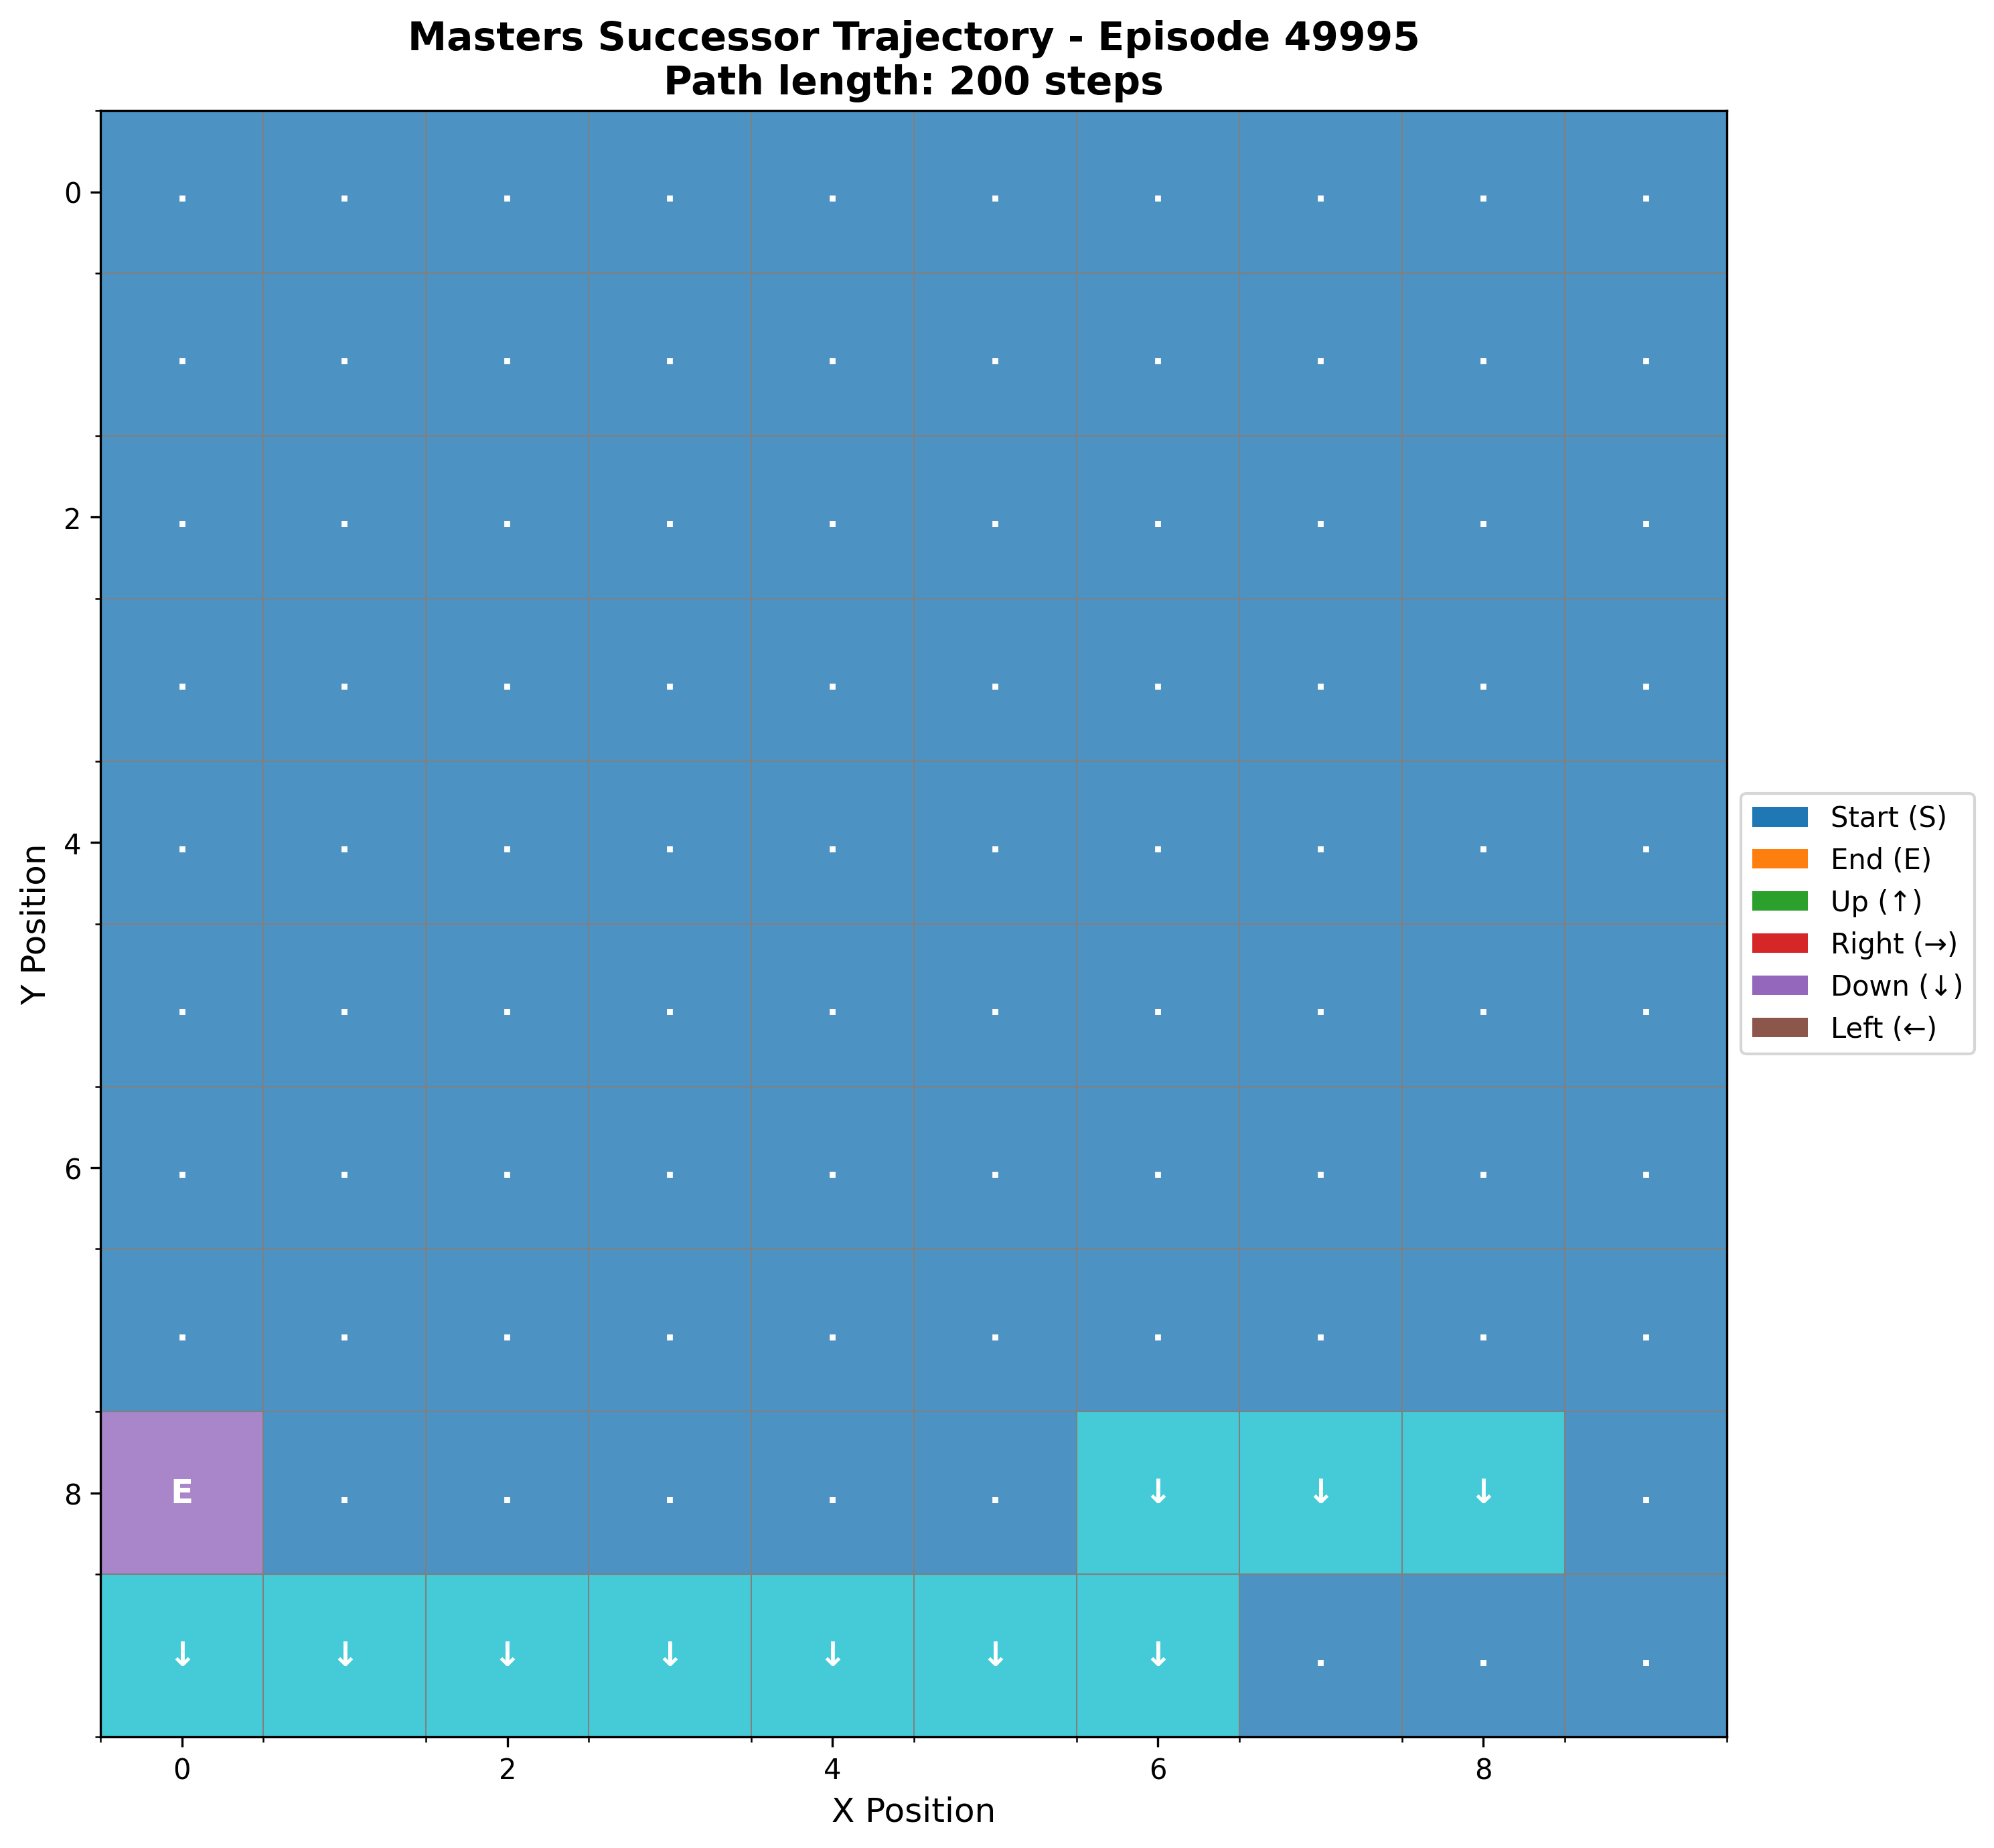 Masters Successor Trajectory - Episode 49995
Path length: 200 steps
0
. . . . . . . . . .
. . . . . . . . . .
2
. . . . . . . . . .
. . . . . . . . . .
4
. . . . . . . . . .
. . . . . . . . . .
6
. . . . . . . . . .
. . . . . . . . . .
8
E . . . . . ↓ ↓ ↓ .
↓ ↓ ↓ ↓ ↓ ↓ ↓ . . .
0 2 4 6 8
X Position
Y Position
Start (S)
End (E)
Up (↑)
Right (→)
Down (↓)
Left (←)